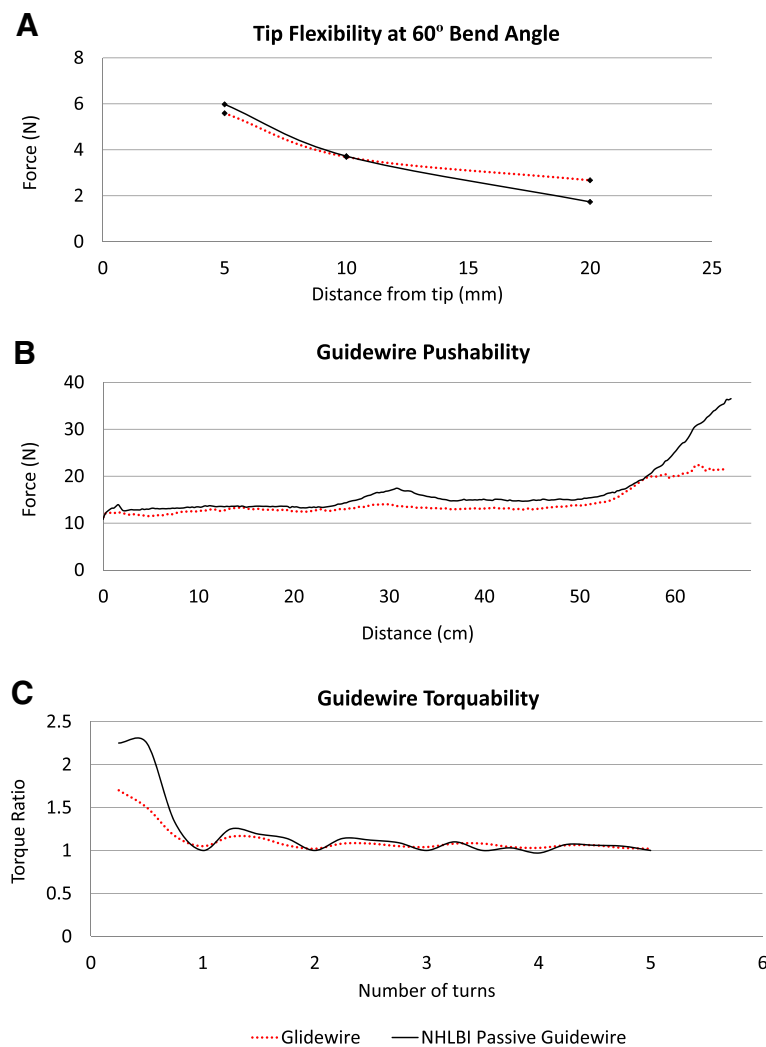 A
Tip Flexibility at 60° Bend Angle
8
6
4
2
0
Force (N)
0 5 10 15 20 25
Distance from tip (mm)
B
Guidewire Pushability
40
30
20
10
0
Force (N)
0 10 20 30 40 50 60
Distance (cm)
C
Guidewire Torquability
2.5
2
1.5
1
0.5
0
Torque Ratio
0 1 2 3 4 5 6
Number of turns
Glidewire NHLBI Passive Guidewire